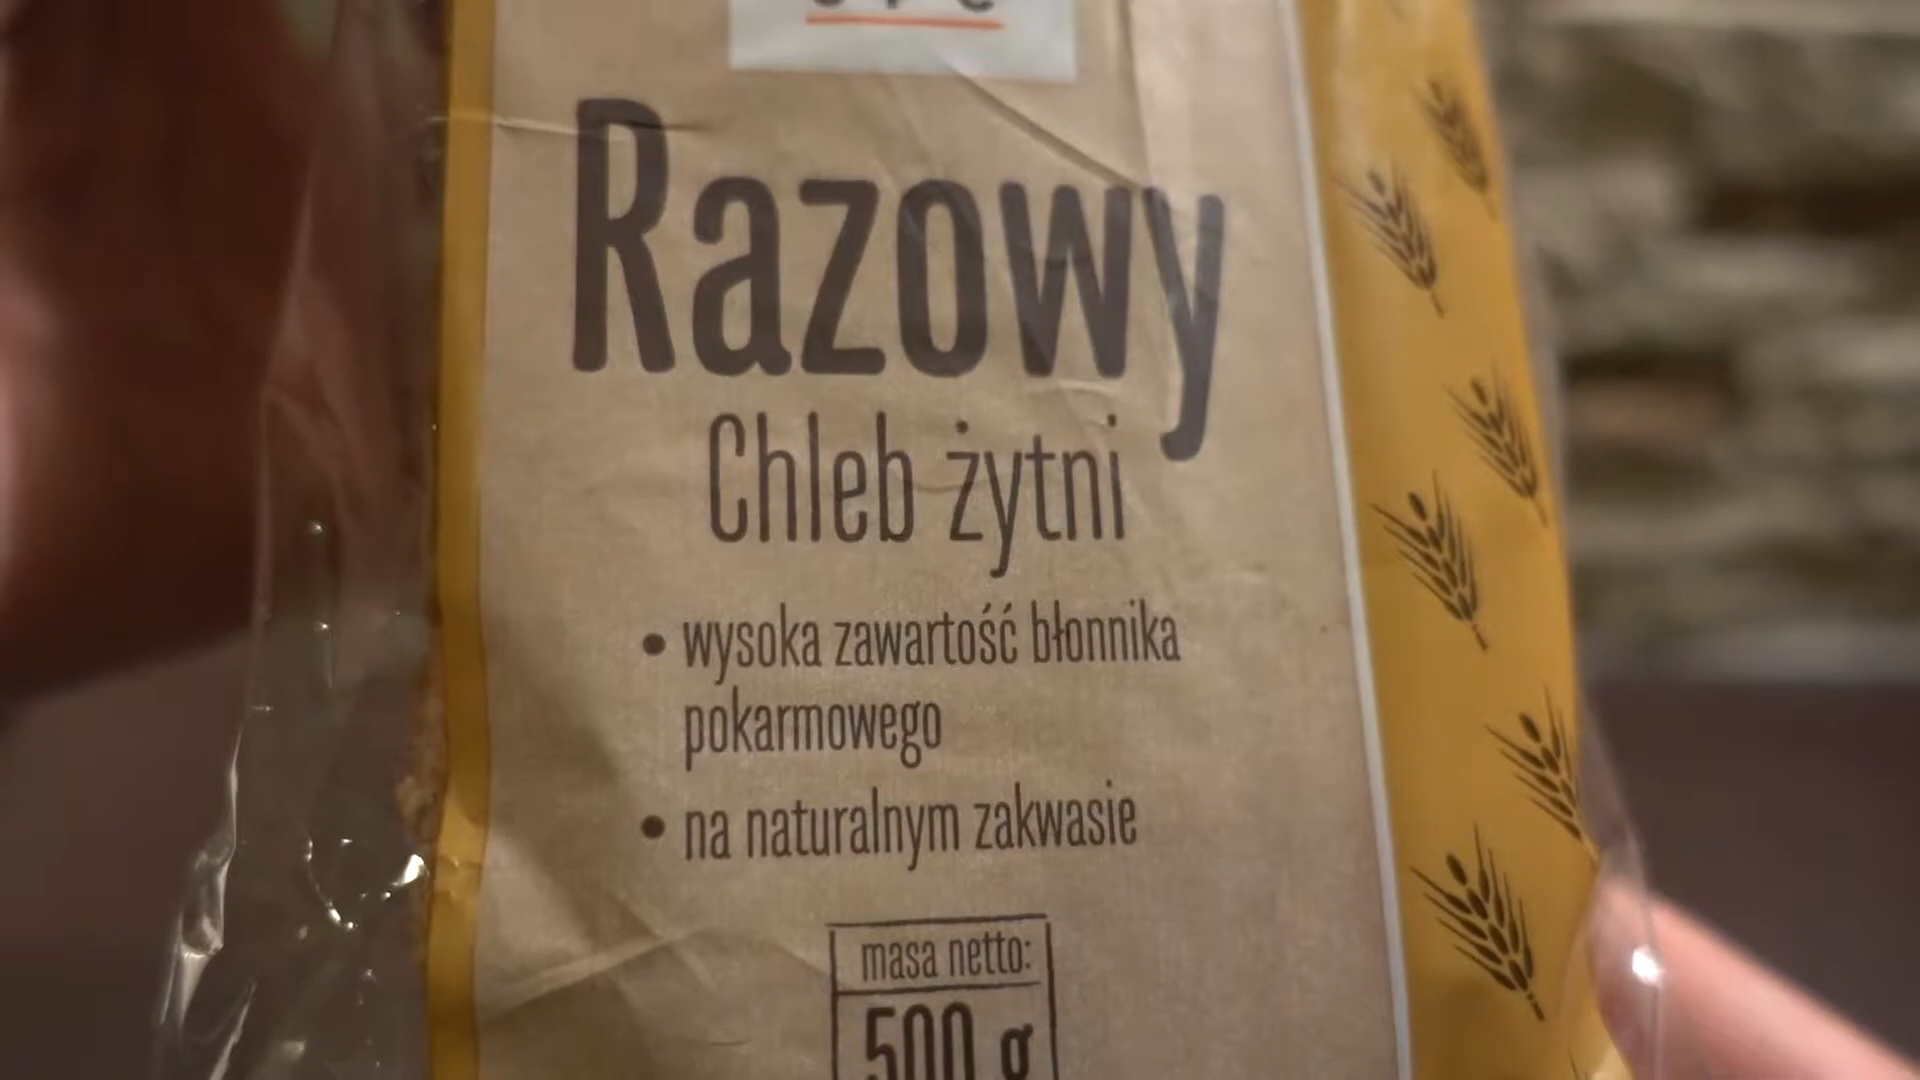 Razowy
Chleb żytni
• wysoka zawartość błonnika
pokarmowego
• na naturalnym zakwasie
masa netto:
500 g